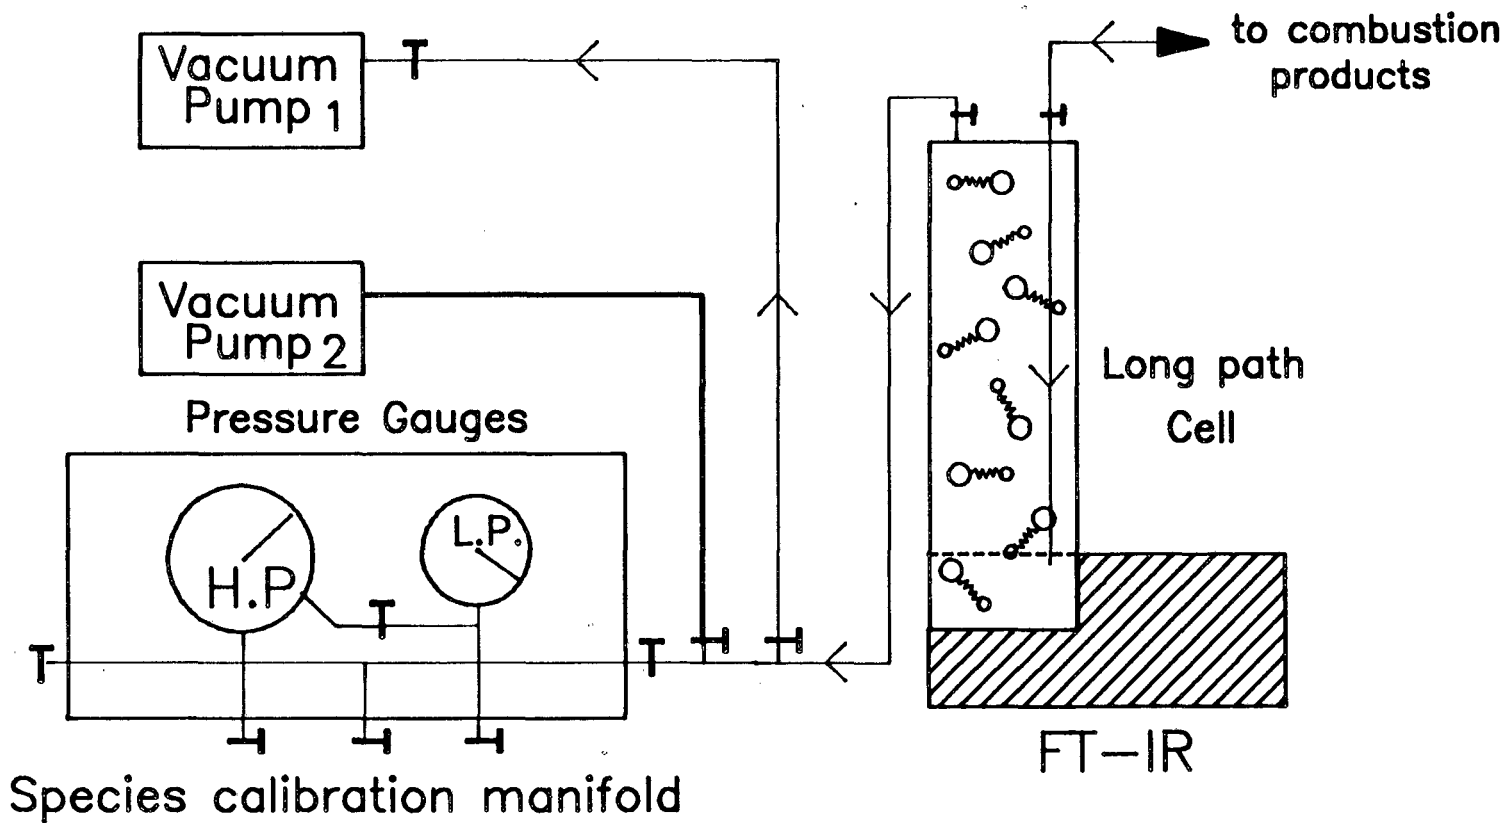 to combustion
products
Vacuum
Pump 1
Vacuum
Pump 2
Pressure Gauges
H.P
L.P.
Long path
Cell
FT-IR
Species calibration manifold